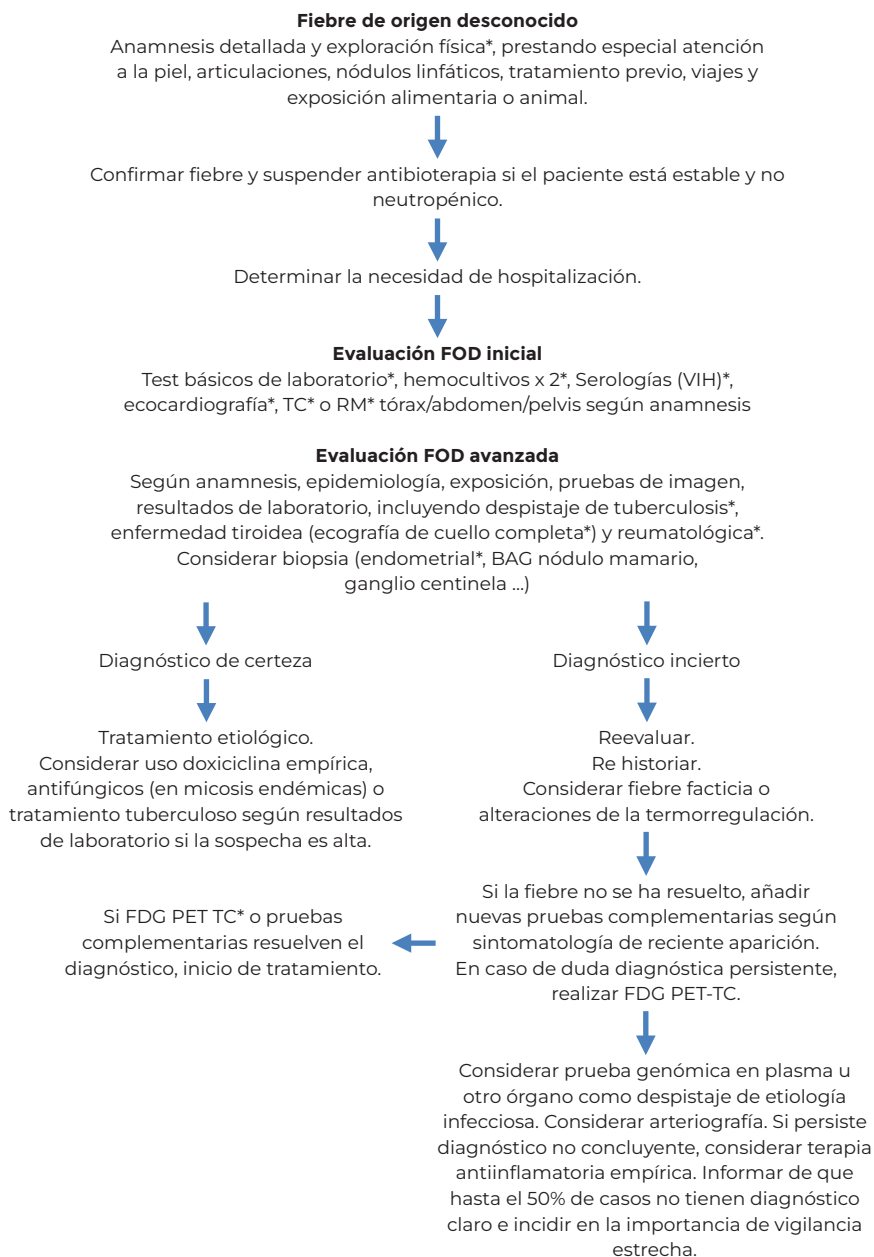 Fiebre de origen desconocido
Anamnesis detallada y exploración física*, prestando especial atención
a la piel, articulaciones, nódulos linfáticos, tratamiento previo, viajes y
exposición alimentaria o animal.
Confirmar fiebre y suspender antibioterapia si el paciente está estable y no
neutropénico.
Determinar la necesidad de hospitalización.
Evaluación FOD inicial
Test básicos de laboratorio*, hemocultivos x 2*, Serologías (VIH)*,
ecocardiografía*, TC* o RM* tórax/abdomen/pelvis según anamnesis
Evaluación FOD avanzada
Según anamnesis, epidemiología, exposición, pruebas de imagen,
resultados de laboratorio, incluyendo despistaje de tuberculosis*,
enfermedad tiroidea (ecografía de cuello completa*) y reumatológica*.
Considerar biopsia (endometrial*, BAG nódulo mamario,
ganglio centinela ...)
Diagnóstico de certeza
Tratamiento etiológico.
Considerar uso doxiciclina empírica,
antifúngicos (en micosis endémicas) o
tratamiento tuberculoso según resultados
de laboratorio si la sospecha es alta.
Diagnóstico incierto
Reevaluar.
Re historiar.
Considerar fiebre facticia o
alteraciones de la termorregulación.
Si la fiebre no se ha resuelto, añadir
nuevas pruebas complementarias según
sintomatología de reciente aparición.
En caso de duda diagnóstica persistente,
realizar FDG PET-TC.
Si FDG PET TC* o pruebas
complementarias resuelven el
diagnóstico, inicio de tratamiento.
Considerar prueba genómica en plasma u
otro órgano como despistaje de etiología
infecciosa. Considerar arteriografía. Si persiste
diagnóstico no concluyente, considerar terapia
antiinflamatoria empírica. Informar de que
hasta el 50% de casos no tienen diagnóstico
claro e incidir en la importancia de vigilancia
estrecha.